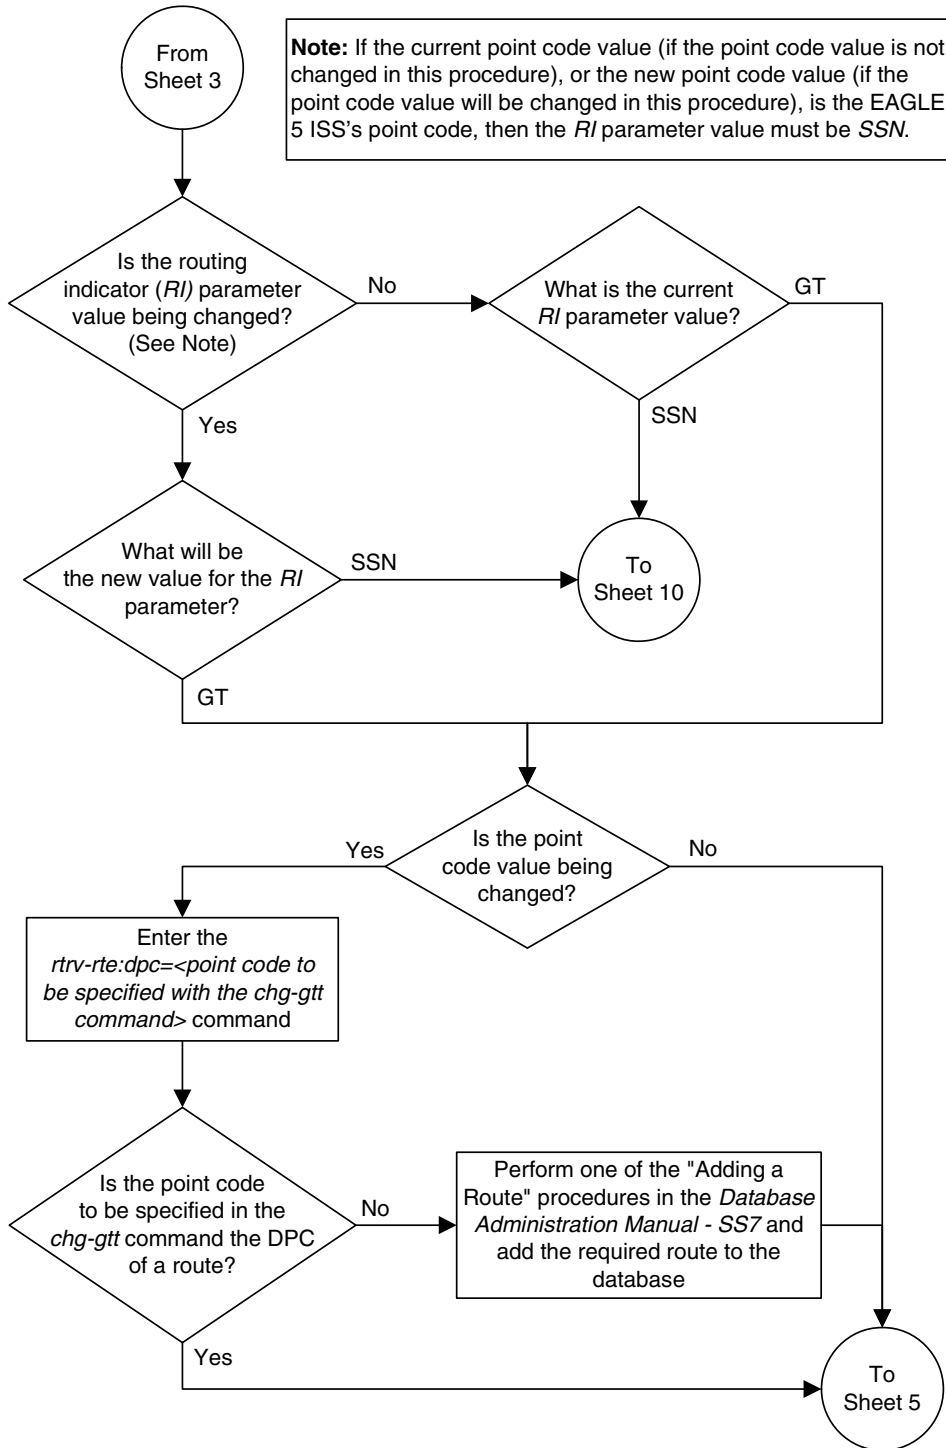 From
Sheet 3
Note: If the current point code value (if the point code value is not
changed in this procedure), or the new point code value (if the
point code value will be changed in this procedure), is the EAGLE
5 ISS's point code, then the RI parameter value must be SSN.
Is the routing
indicator (RI) parameter
value being changed?
(See Note)
No
What is the current
RI parameter value?
GT
Yes
SSN
What will be
the new value for the RI
parameter?
SSN
To
Sheet 10
GT
Is the point
code value being
changed?
Yes
No
Enter the
rtrv-rte:dpc=<point code to
be specified with the chg-gtt
command> command
Is the point code
to be specified in the
chg-gtt command the DPC
of a route?
No
Perform one of the "Adding a
Route" procedures in the Database
Administration Manual - SS7 and
add the required route to the
database
Yes
To
Sheet 5